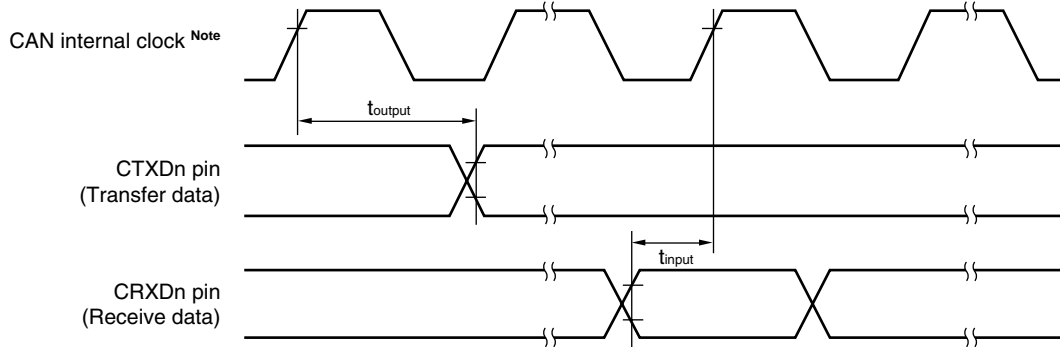 CAN internal clock Note
toutput
CTXDn pin
(Transfer data)
tinput
CRXDn pin
(Receive data)